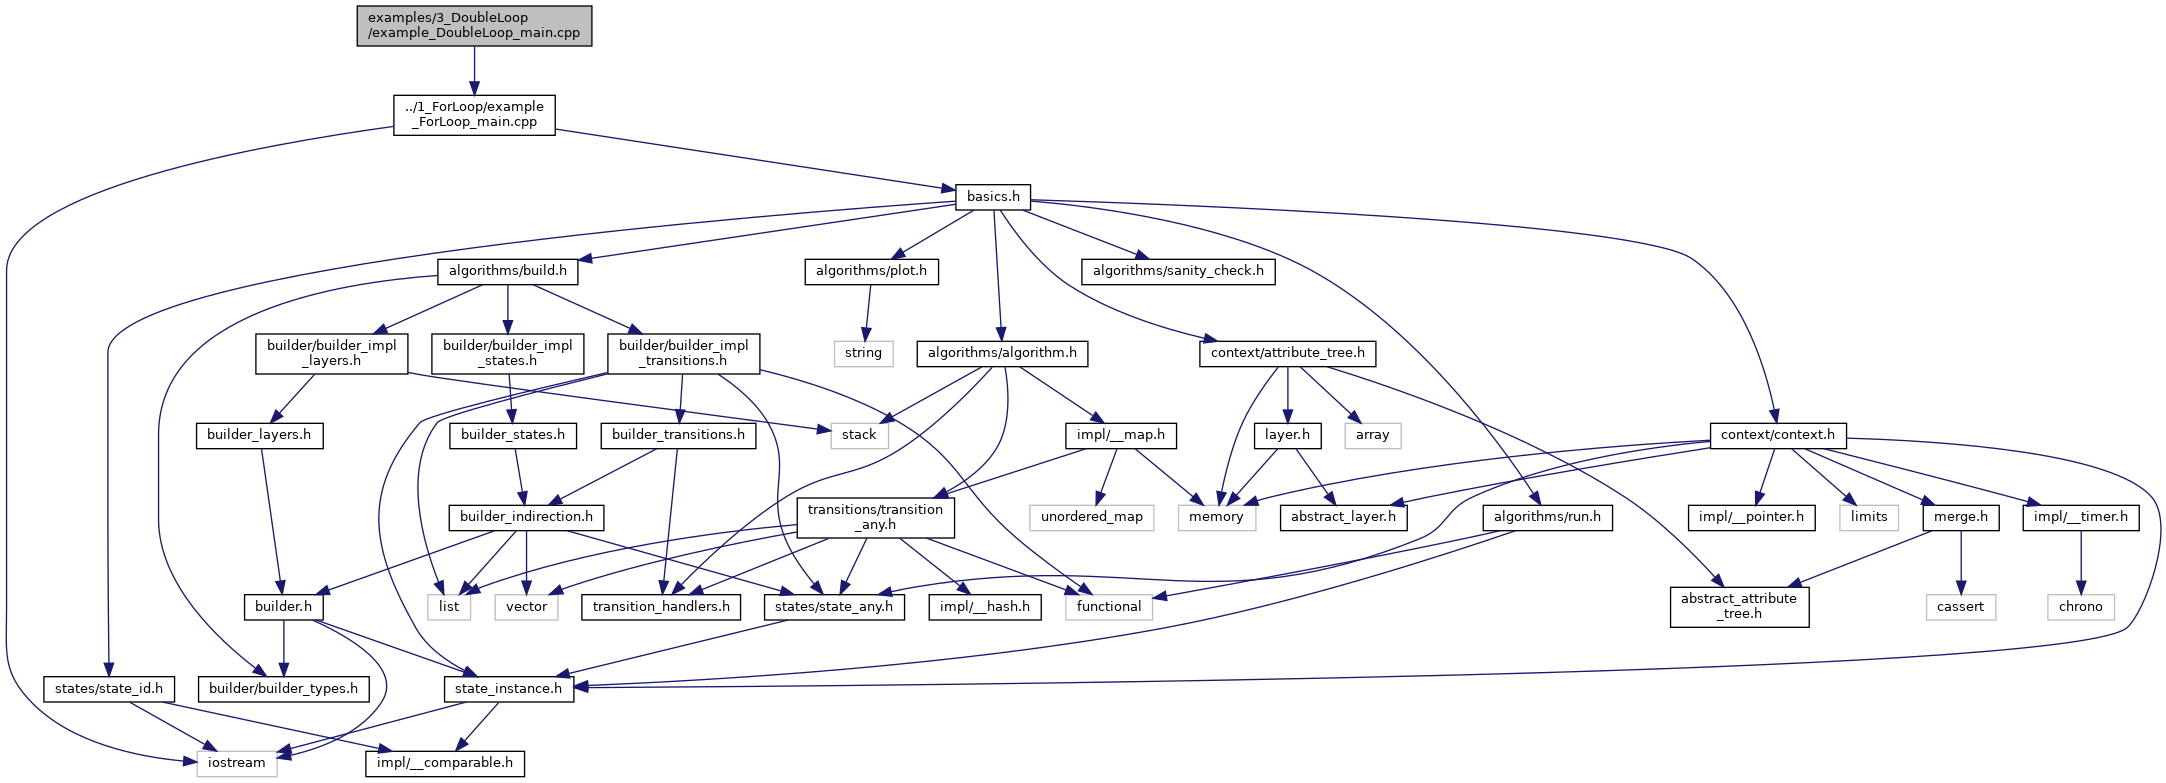 examples/3_DoubleLoop
/example_DoubleLoop_main.cpp
../1_ForLoop/example
_ForLoop_main.cpp
basics.h
algorithms/build.h
algorithms/plot.h
algorithms/sanity_check.h
builder/builder_impl
_layers.h
builder/builder_impl
_states.h
builder/builder_impl
_transitions.h
string
algorithms/algorithm.h
context/attribute_tree.h
builder_layers.h
builder_states.h
builder_transitions.h
stack
impl/__map.h
layer.h
array
context/context.h
builder_indirection.h
transitions/transition
_any.h
unordered_map
memory
abstract_layer.h
algorithms/run.h
impl/__pointer.h
limits
merge.h
impl/__timer.h
builder.h
list
vector
transition_handlers.h
states/state_any.h
impl/__hash.h
functional
abstract_attribute
_tree.h
cassert
chrono
states/state_id.h
builder/builder_types.h
state_instance.h
iostream
impl/__comparable.h